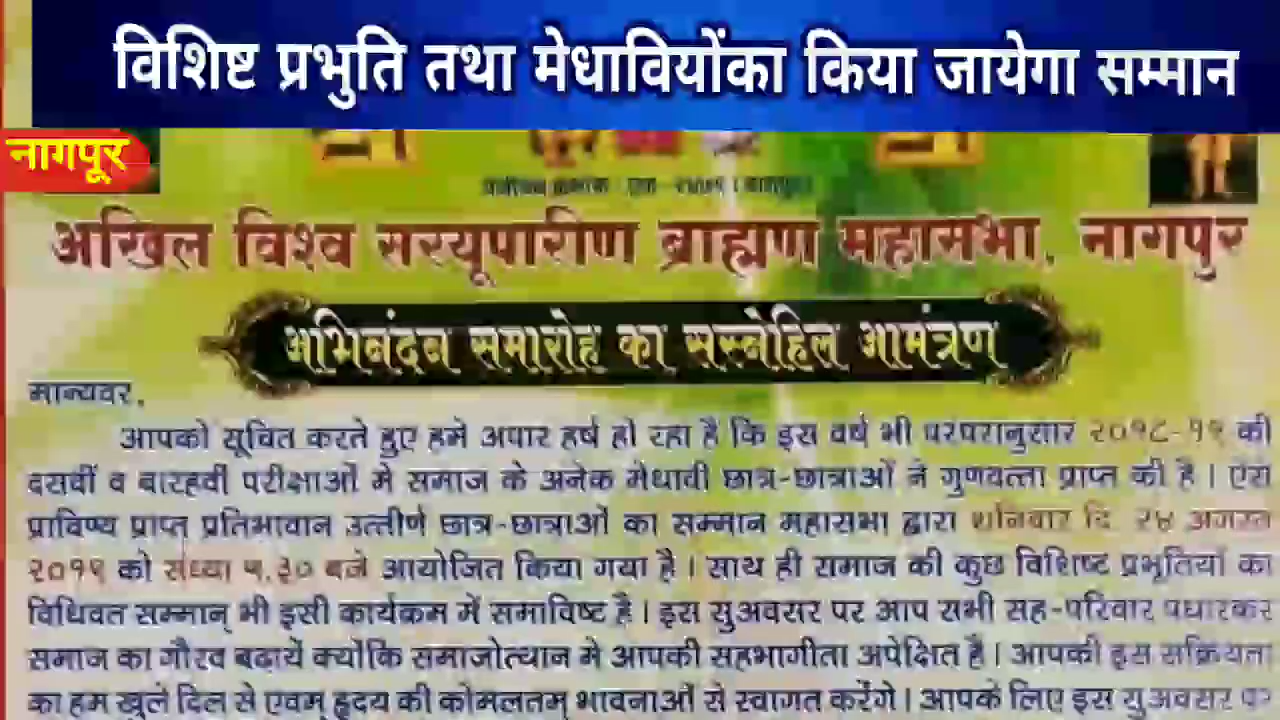 विशिष्ट प्रभुति तथा मेधावियोंका किया जायेगा सम्मान
नागपूर
अखिल विश्व सरयूपारीण ब्राह्मण महासभा, नागपुर
अभिनंदन समारोह का सस्नेहिल आमंत्रण
मान्यवर,
आपको सूचित करते हुए हमे अपार हर्ष हो रहा है कि इस वर्ष भी परंपरानुसार २०१८-१९ की
दसवीं व बारहवीं परीक्षाओं मे समाज के अनेक मेधावी छात्र-छात्राओं ने गुणवत्ता प्राप्त की है । ऐसे
प्राविण्य प्राप्त प्रतिभावान उत्तीर्ण छात्र-छात्राओं का सम्मान महासभा द्वारा शनिवार दि. २४ अगस्त
२०१९ को संध्या ५.३० बजे आयोजित किया गया है । साथ ही समाज की कुछ विशिष्ट प्रभृतियों का
विधिवत सम्मान् भी इसी कार्यक्रम में समाविष्ट है । इस सुअवसर पर आप सभी सह-परिवार पधारकर
समाज का गौरव बढायें क्योंकि समाजोत्थान मे आपकी सहभागीता अपेक्षित है । आपकी इस सक्रियता
का हम खुले दिल से एवम् हृदय की कोमलतम् भावनाओं से स्वागत करेंगे । आपके लिए इस सुअवसर पर